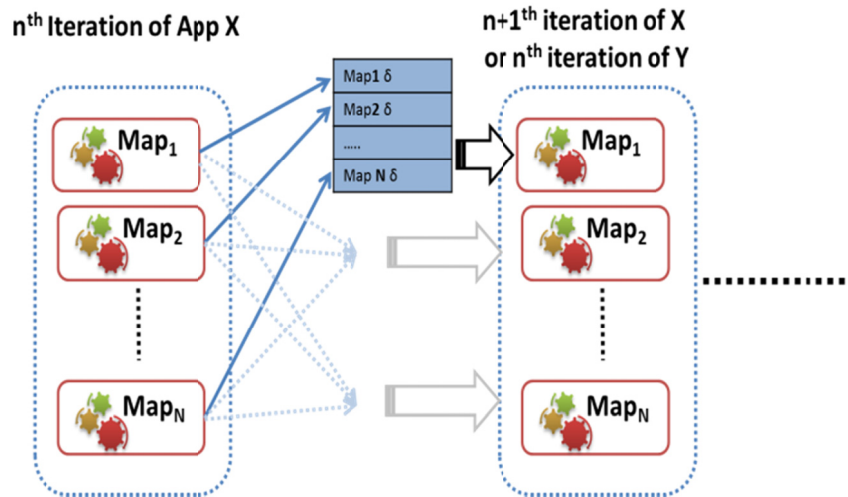 nth Iteration of App X
n+1th iteration of X
or nth iteration of Y
Map1 δ
Map2 δ
.....
Map N δ
Map1
Map2
MapN
Map1
Map2
MapN